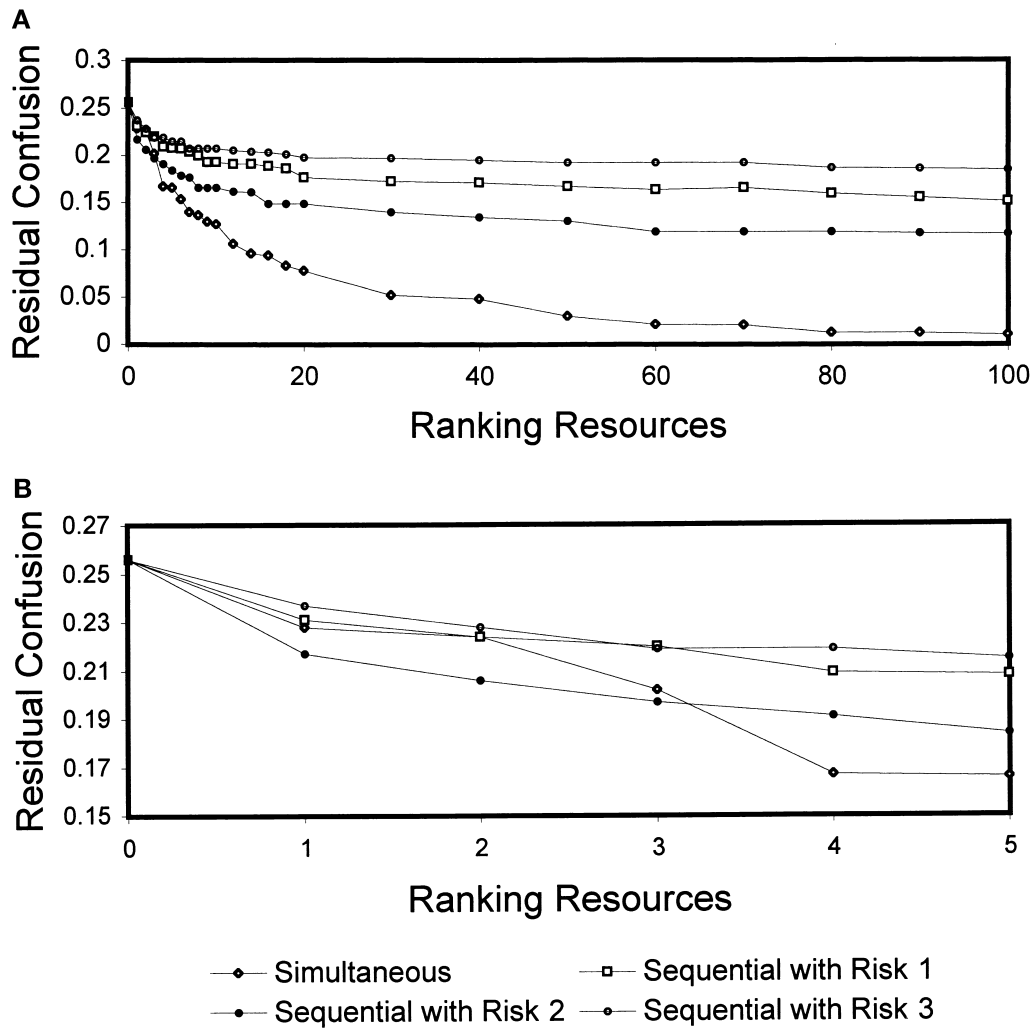 A
Residual Confusion
0.3
0.25
0.2
0.15
0.1
0.05
0
0 20 40 60 80 100
Ranking Resources
B
Residual Confusion
0.27
0.25
0.23
0.21
0.19
0.17
0.15
0 1 2 3 4 5
Ranking Resources
Simultaneous
Sequential with Risk 1
Sequential with Risk 2
Sequential with Risk 3